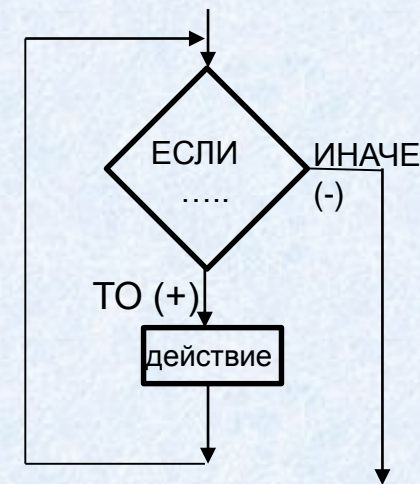 ЕСЛИ
.....
ИНАЧЕ
(-)
ТО (+)
действие